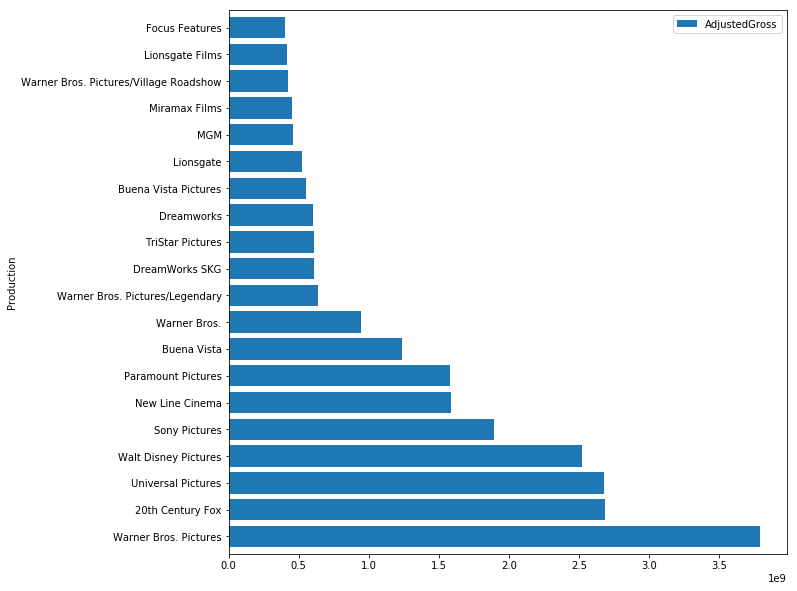 AdjustedGross
Production
Focus Features
Lionsgate Films
Warner Bros. Pictures/Village Roadshow
Miramax Films
MGM
Lionsgate
Buena Vista Pictures
Dreamworks
TriStar Pictures
DreamWorks SKG
Warner Bros. Pictures/Legendary
Warner Bros.
Buena Vista
Paramount Pictures
New Line Cinema
Sony Pictures
Walt Disney Pictures
Universal Pictures
20th Century Fox
Warner Bros. Pictures
0.0 0.5 1.0 1.5 2.0 2.5 3.0 3.5
1e9